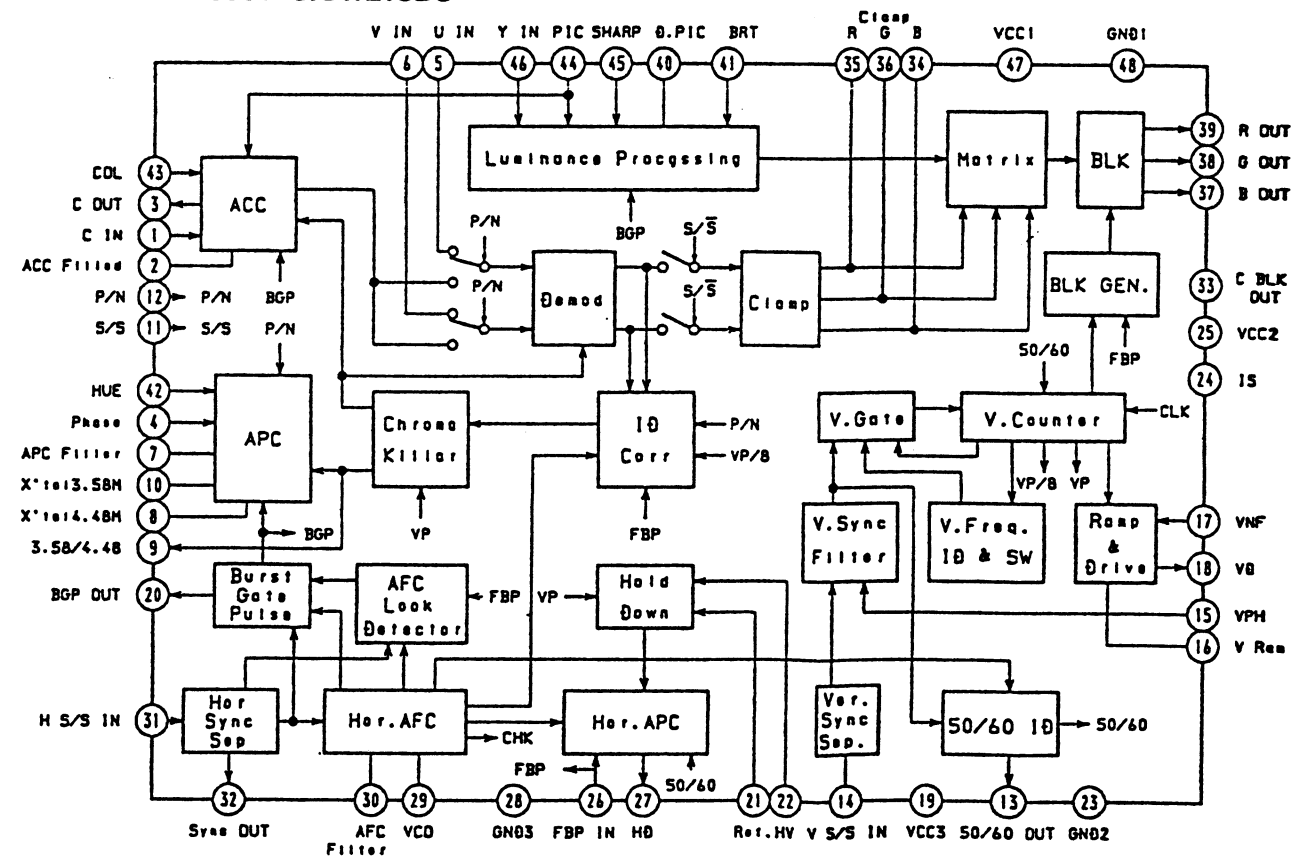 Clamp
V IN U IN Y IN PIC SHARP D.PIC BRT R G B VCC1 GND1
6 5 46 44 45 40 41 35 36 34 47 48
Luminance Procgssing
Matrix
BLK
39 R OUT
38 G OUT
37 B OUT
COL 43
C OUT 3
C IN 1
ACC Filled 2
P/N 12 P/N
S/S 11 S/S
ACC
BGP
P/N
P/N
P/N
BGP
S/S
S/S
Demod
Clamp
BLK GEN.
FBP
50/60
33 C BLK
OUT
25 VCC2
24 IS
HUE 42
Phase 4
APC Filter 7
X'tal3.58M 10
X'tal4.48M 8
3.58/4.48 9
APC
BGP
Chroma
Killar
VP
ID
Corr
P/N
VP/8
FBP
V.Gate
V.Counter
CLK
VP/8 VP
V.Sync
Filter
V.Freq.
ID & SW
Ramp
&
Drive
17 VNF
18 VD
15 VPH
16 V Ram
BGP OUT 20
Burst
Gate
Pulse
AFC
Look
Detector
FBP VP
Hold
Down
H S/S IN 31
Hor
Sync
Sep
Hor.AFC
CHK
Hor.APC
FBP
50/60
Ver.
Sync
Sep.
50/60 ID
50/60
32 30 29 28 26 27 21 22 14 19 13 23
Sync OUT AFC VCO GND3 FBP IN HD Ref.HV V S/S IN VCC3 50/60 OUT GND2
Filter